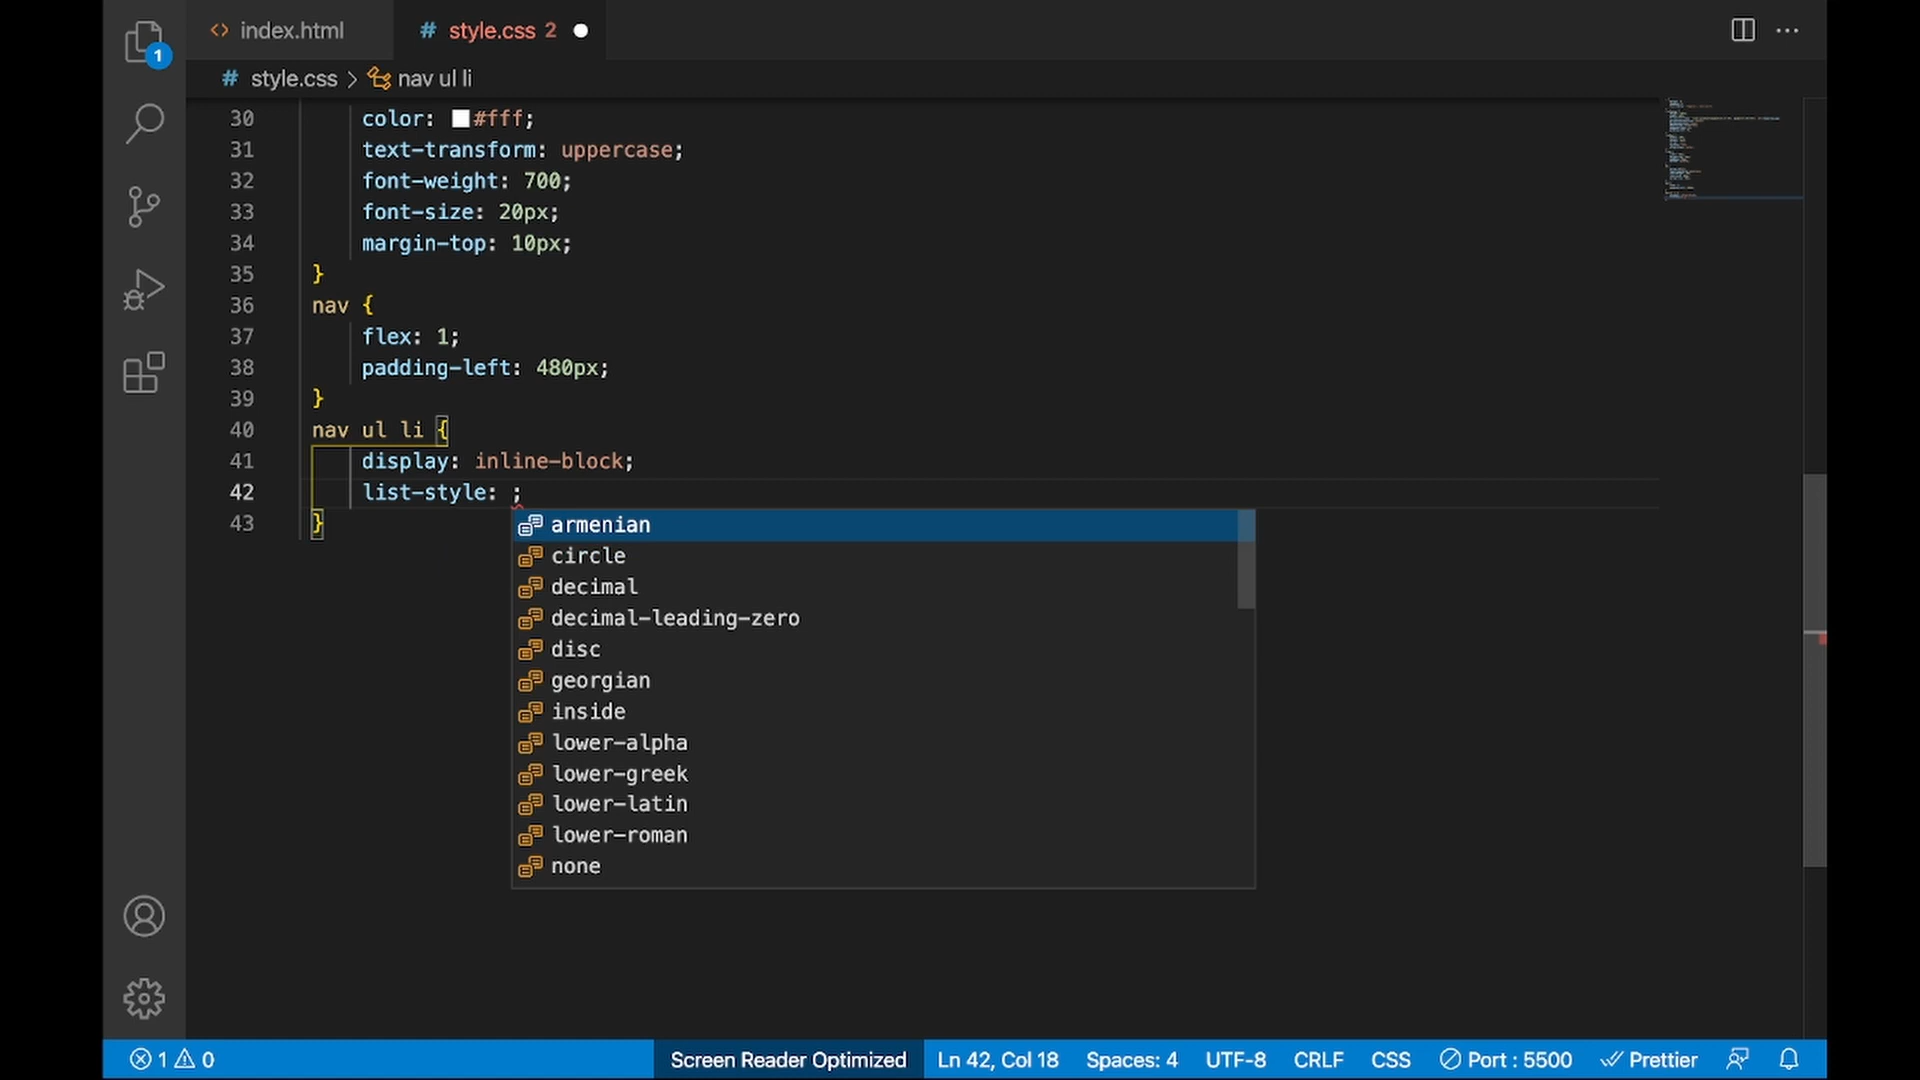 1
<> index.html
# style.css 2
# style.css > nav ul li
30 color: #fff;
31 text-transform: uppercase;
32 font-weight: 700;
33 font-size: 20px;
34 margin-top: 10px;
35 }
36 nav {
37 flex: 1;
38 padding-left: 480px;
39 }
40 nav ul li {
41 display: inline-block;
42 list-style: ;
43 }
armenian
circle
decimal
decimal-leading-zero
disc
georgian
inside
lower-alpha
lower-greek
lower-latin
lower-roman
none
1 0 Screen Reader Optimized Ln 42, Col 18 Spaces: 4 UTF-8 CRLF CSS Port : 5500 Prettier